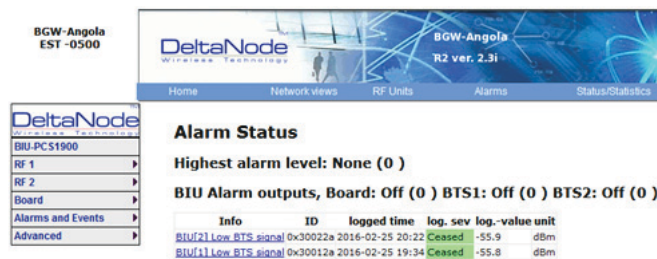 BGW-Angola
EST -0500
DeltaNode
Wireless Technology
BGW-Angola
R2 ver. 2.3i
Home Network views RF Units Alarms Status/Statistics
DeltaNode
Wireless Technology
BIU-PCS1900
RF 1
RF 2
Board
Alarms and Events
Advanced
Alarm Status
Highest alarm level: None (0 )
BIU Alarm outputs, Board: Off (0 ) BTS1: Off (0 ) BTS2: Off (0 )
Info ID logged time log. sev log.-value unit
BIU[2] Low BTS signal 0x30022a 2016-02-25 20:22 Ceased -55.9 dBm
BIU[1] Low BTS signal 0x30012a 2016-02-25 19:34 Ceased -55.8 dBm